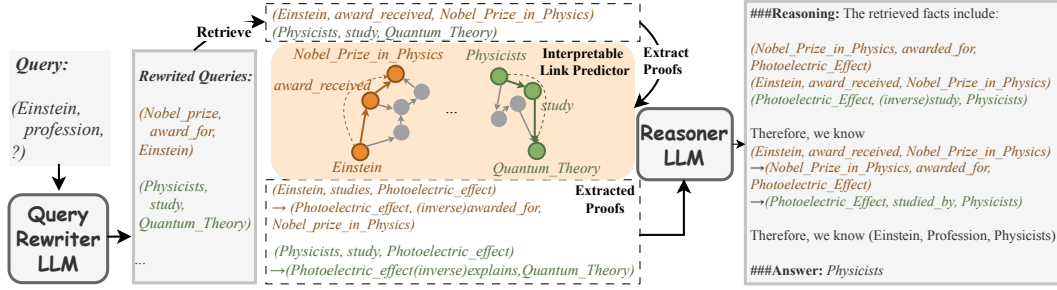 Query:
(Einstein,
profession,
?)
Query
Rewriter
LLM
Rewrited Queries:
(Nobel_prize,
award_for,
Einstein)
(Physicists,
study,
Quantum_Theory)
...
Retrieve
(Einstein, award_received, Nobel_Prize_in_Physics)
(Physicists, study, Quantum_Theory)
Nobel_Prize_in_Physics
Physicists
Interpretable
Link Predictor
award_received
study
...
Einstein
Quantum_Theory
Extract
Proofs
(Einstein, studies, Photoelectric_effect)
→ (Photoelectric_effect, (inverse)awarded_for,
Nobel_prize_in_Physics)
Extracted
Proofs
(Physicists, study, Photoelectric_effect)
→(Photoelectric_effect(inverse)explains,Quantum_Theory)
Reasoner
LLM
###Reasoning: The retrieved facts include:
(Nobel_Prize_in_Physics, awarded_for,
Photoelectric_Effect)
(Einstein, award_received, Nobel_Prize_in_Physics)
(Photoelectric_Effect, (inverse)study, Physicists)
Therefore, we know
(Einstein, award_received, Nobel_Prize_in_Physics)
→(Nobel_Prize_in_Physics, awarded_for,
Photoelectric_Effect)
→(Photoelectric_Effect, studied_by, Physicists)
Therefore, we know (Einstein, Profession, Physicists)
###Answer: Physicists